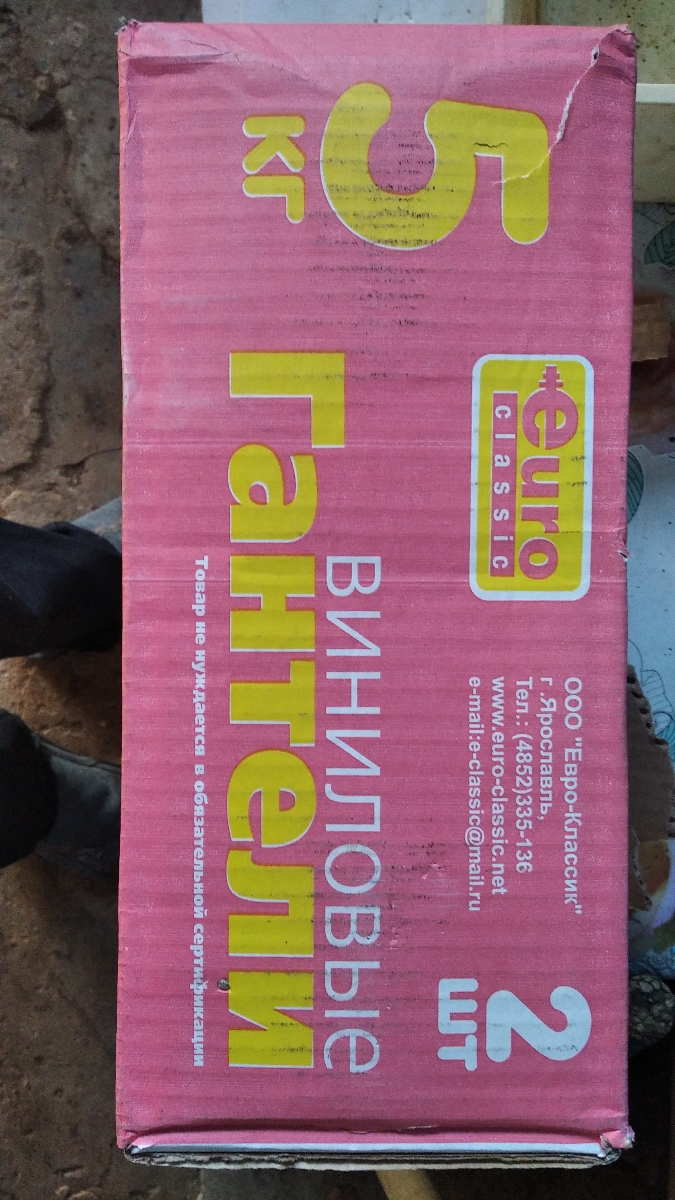 5
кг
euro
classic
ООО "Евро-Классик"
г.Ярославль,
Тел.: (4852)335-136
www.euro-classic.net
e-mail:e-classic@mail.ru
2
шт
виниловые
Гантели
Товар не нуждается в обязательной сертификации